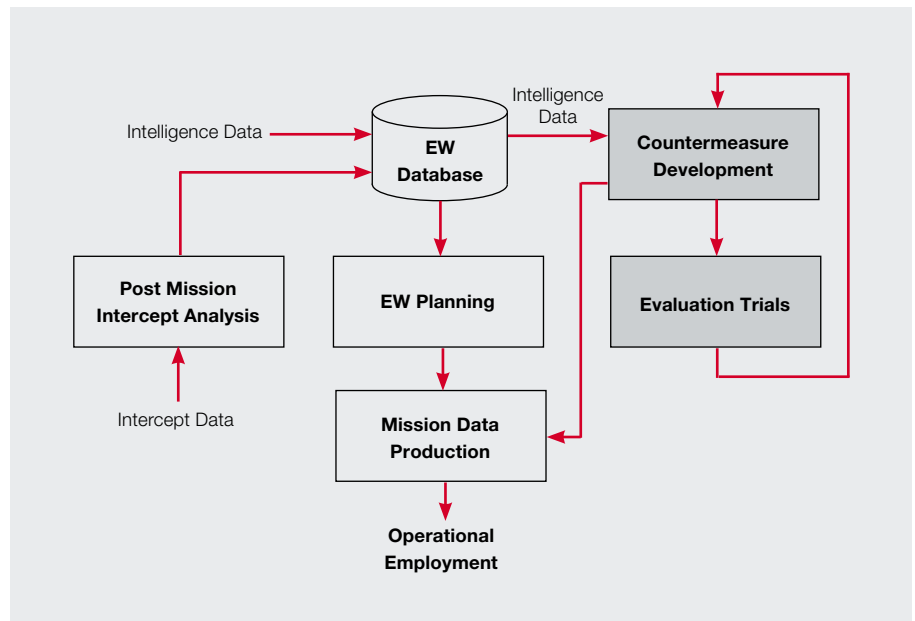 Intelligence Data
EW
Database
Intelligence
Data
Countermeasure
Development
Post Mission
Intercept Analysis
EW Planning
Evaluation Trials
Intercept Data
Mission Data
Production
Operational
Employment